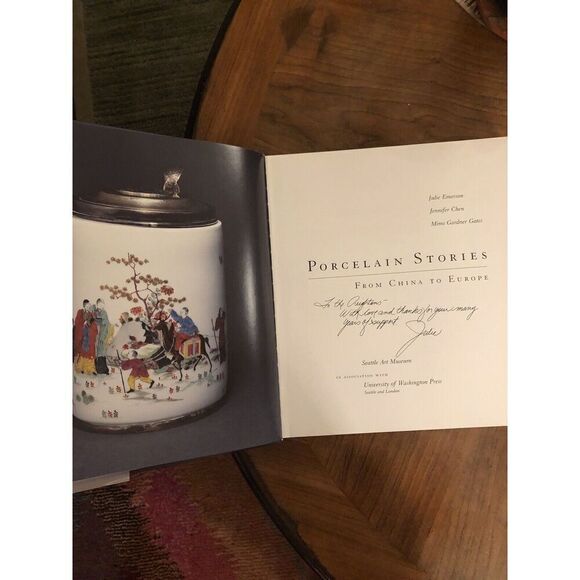 Julie Emerson
Jennifer Chen
Mimi Gardner Gates
PORCELAIN STORIES
FROM CHINA TO EUROPE
To the
With love and thanks for your many
years of support
Julie
Seattle Art Museum
IN ASSOCIATION WITH
University of Washington Press
Seattle and London